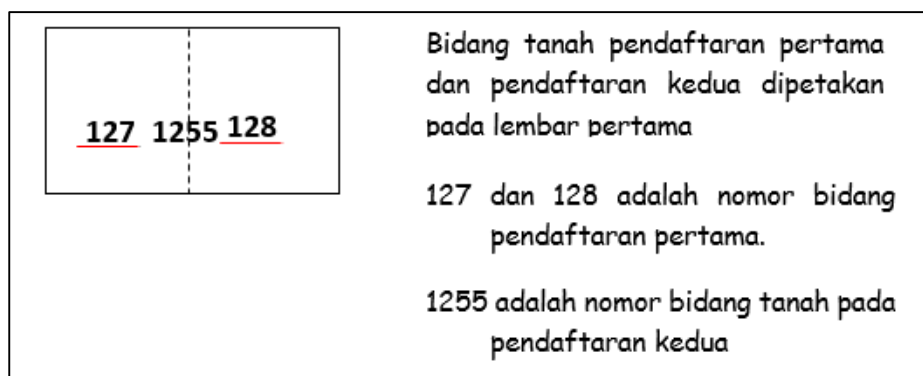 127 1255 128
Bidang tanah pendaftaran pertama
dan pendaftaran kedua dipetakan
pada lembar pertama
127 dan 128 adalah nomor bidang
pendaftaran pertama.
1255 adalah nomor bidang tanah pada
pendaftaran kedua